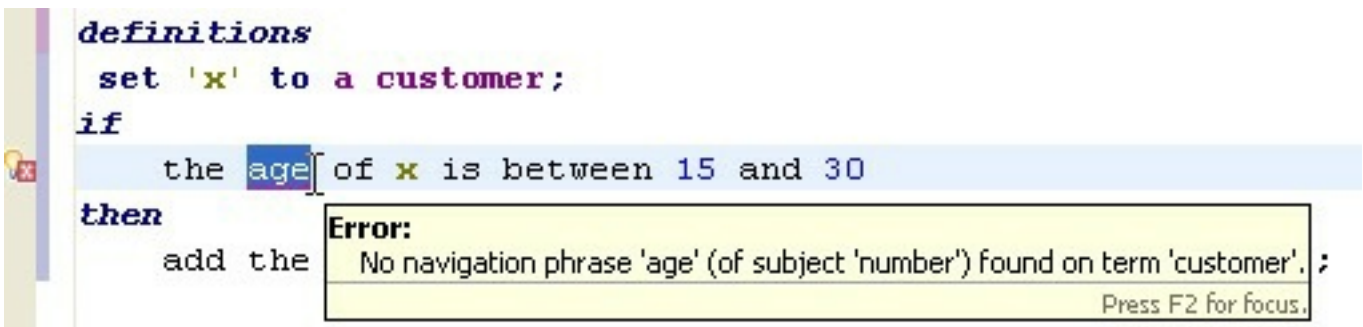 definitions
set 'x' to a customer;
if
the age of x is between 15 and 30
then
add the ;
Error:
No navigation phrase 'age' (of subject 'number') found on term 'customer'.
Press F2 for focus.